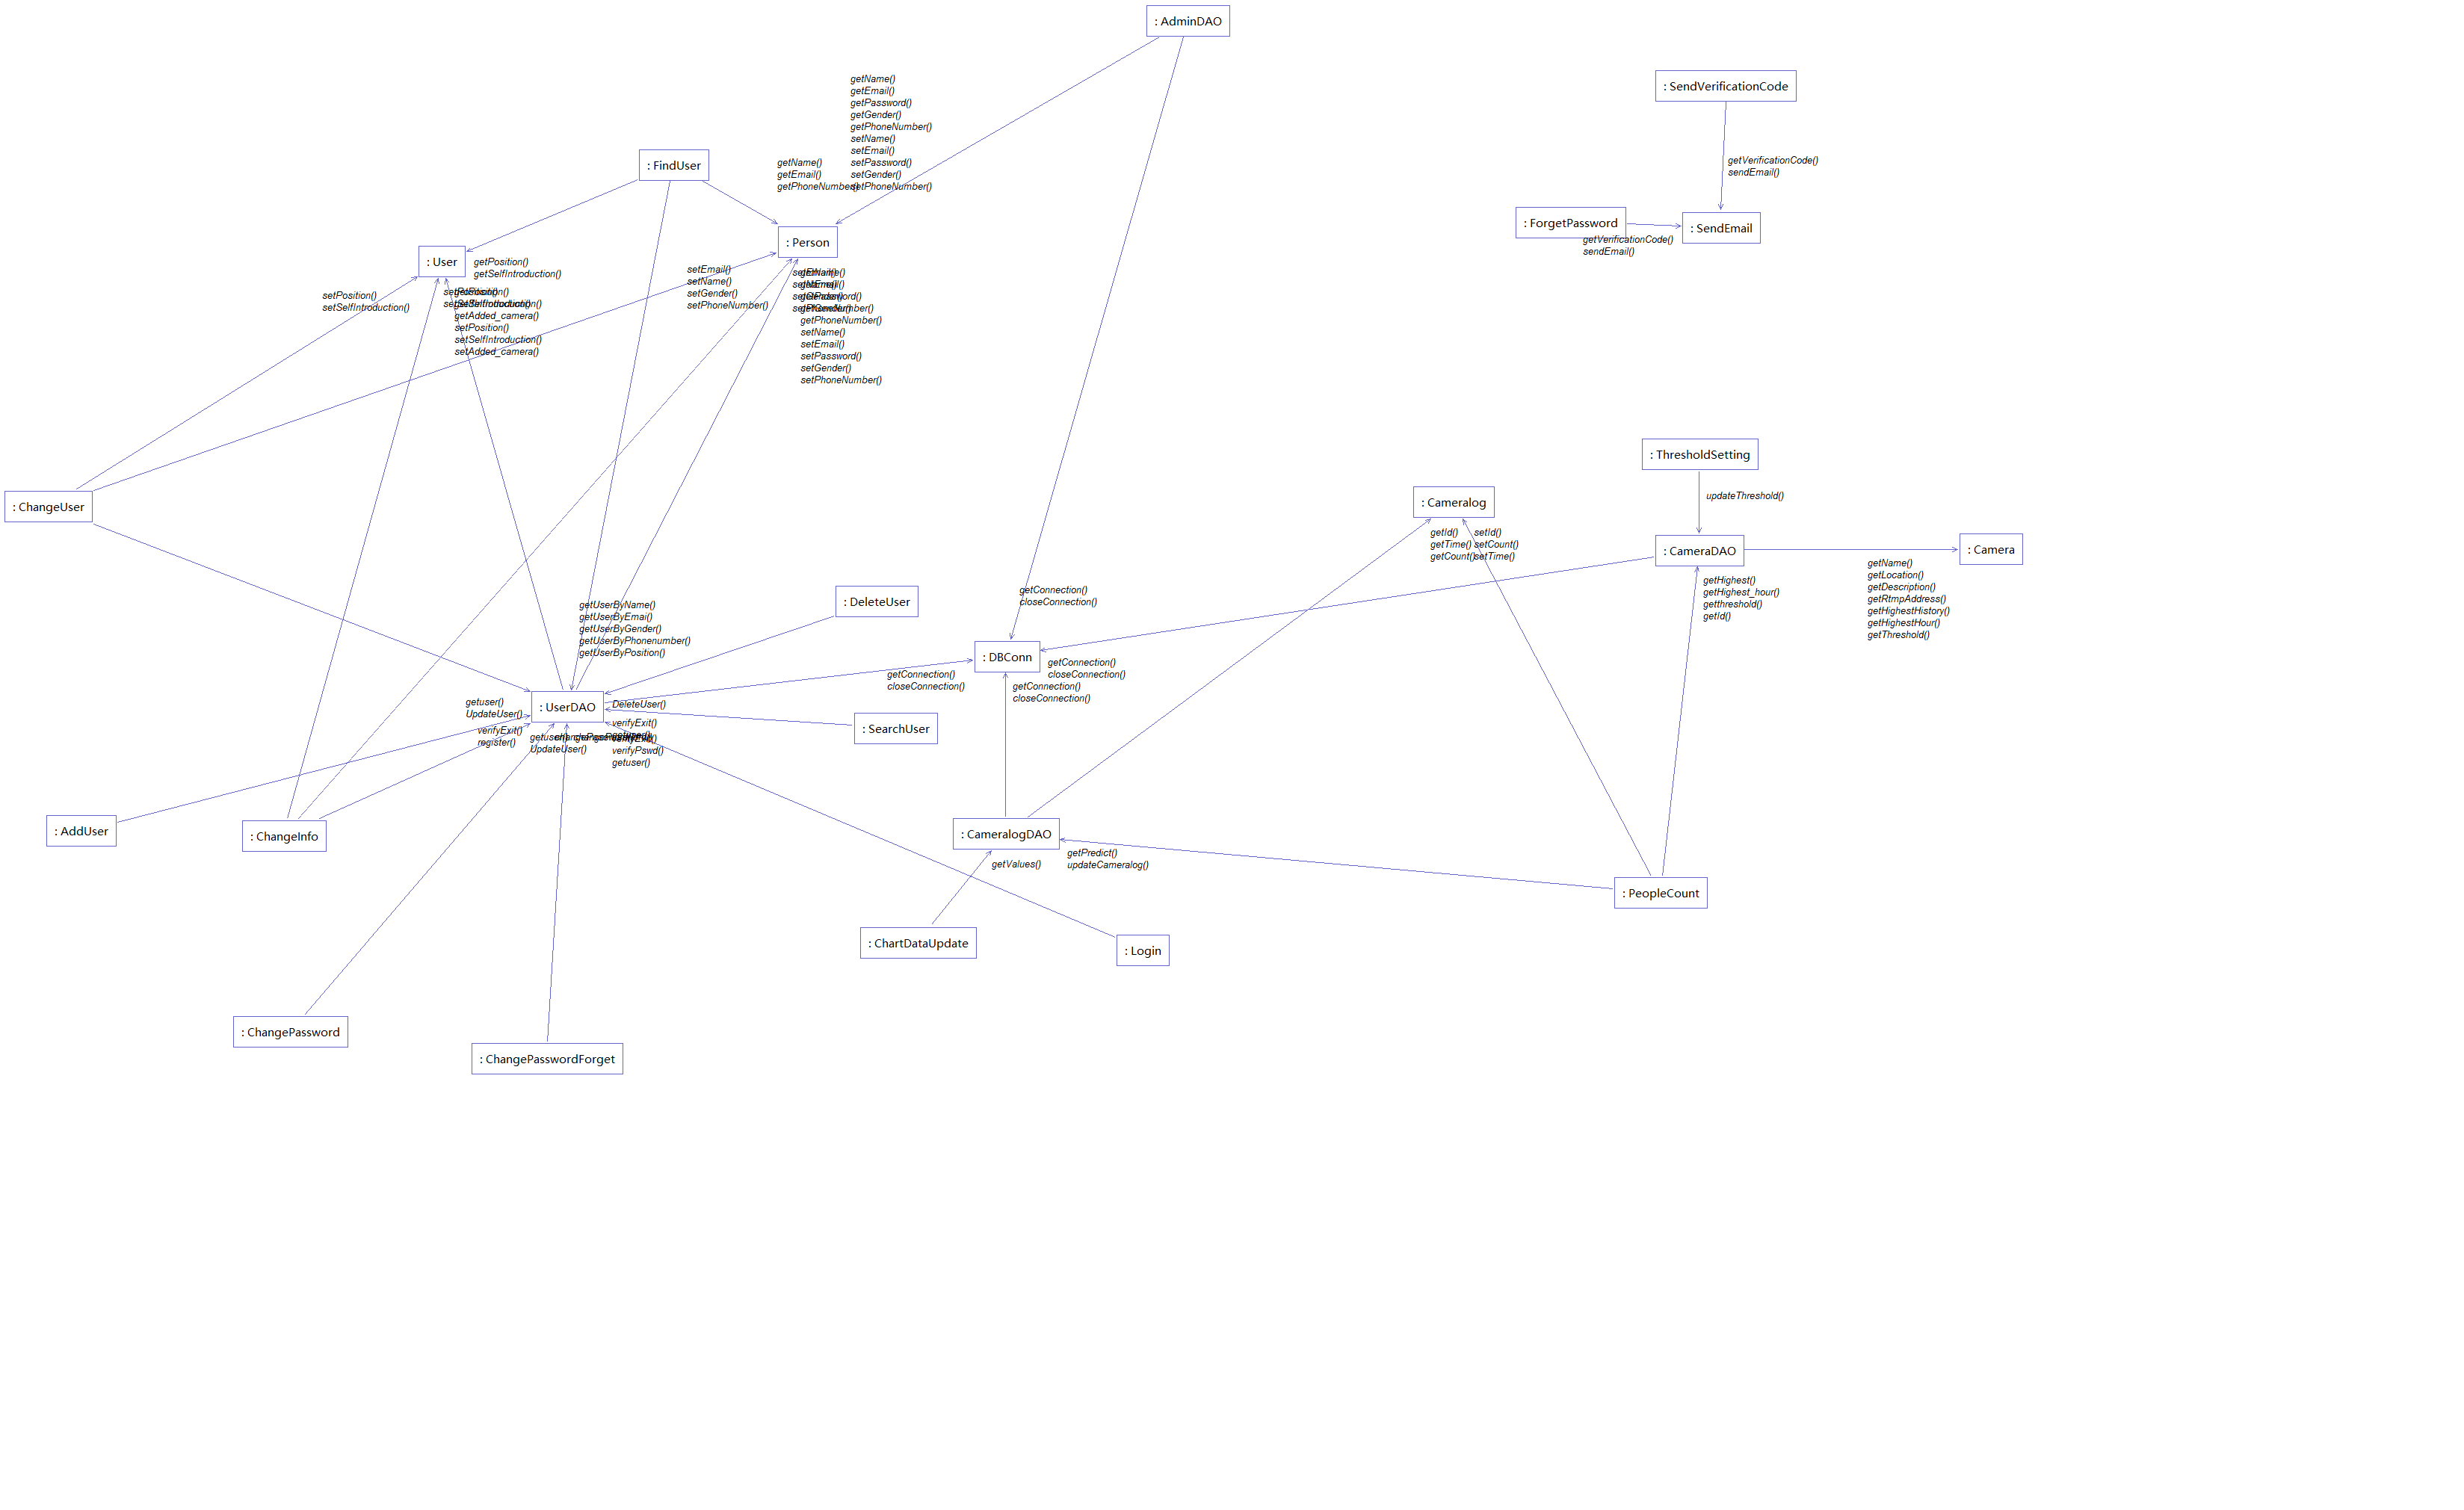 : AdminDAO
: SendVerificationCode
getName()
getEmail()
getPassword()
getGender()
getPhoneNumber()
setName()
setEmail()
setPassword()
setGender()
setPhoneNumber()
: FindUser
getName()
getEmail()
getPhoneNumber()
getVerificationCode()
sendEmail()
: ForgetPassword
: SendEmail
getVerificationCode()
sendEmail()
: Person
: User
getPosition()
getSelfIntroduction()
setPosition()
setSelfIntroduction()
getAdded_camera()
setPosition()
setSelfIntroduction()
setAdded_camera()
setEmail()
setName()
setGender()
setPhoneNumber()
getPhoneNumber()
setName()
setEmail()
setPassword()
setGender()
setPhoneNumber()
: ThresholdSetting
updateThreshold()
: ChangeUser
: Cameralog
getId()
getTime()
getCount()
setId()
setCount()
setTime()
: CameraDAO
: Camera
getName()
getLocation()
getDescription()
getRtmpAddress()
getHighestHistory()
getHighestHour()
getThreshold()
getHighest()
getHighest_hour()
getthreshold()
getId()
: DeleteUser
getConnection()
closeConnection()
getUserByName()
getUserByEmai()
getUserByGender()
getUserByPhonenumber()
getUserByPosition()
: DBConn
getConnection()
closeConnection()
getConnection()
closeConnection()
getConnection()
closeConnection()
: UserDAO
getuser()
UpdateUser()
DeleteUser()
verifyExit()
register()
verifyExit()
getuser()
UpdateUser()
verifyPswd()
getuser()
: SearchUser
: AddUser
: ChangeInfo
: CameralogDAO
getValues()
getPredict()
updateCameralog()
: PeopleCount
: ChartDataUpdate
: Login
: ChangePassword
: ChangePasswordForget